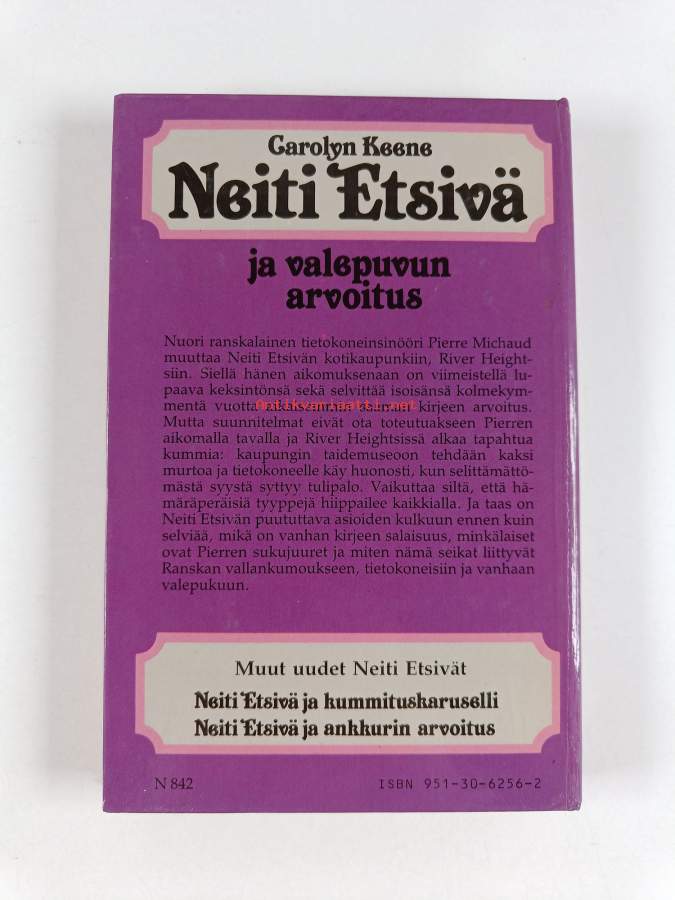 Carolyn Keene
Neiti Etsivä
ja valepuvun
arvoitus
Nuori ranskalainen tietokoneinsinööri Pierre Michaud
muuttaa Neiti Etsivän kotikaupunkiin, River Height-
siin. Siellä hänen aikomuksenaan on viimeistellä lu-
paava keksintönsä sekä selvittää isoisänsä kolmekym-
mentä vuotta kirjeen arvoitus.
Antikvariaatti.net
Mutta suunnitelmat eivät ota toteutuakseen Pierren
aikomalla tavalla ja River Heightsissä alkaa tapahtua
kummia: kaupungin taidemuseoon tehdään kaksi
murtoa ja tietokoneelle käy huonosti, kun selittämättö-
mästä syystä syttyy tulipalo. Vaikuttaa siltä, että hä-
märäperäisiä tyyppejä hiippailee kaikkialla. Ja taas on
Neiti Etsivän puututtava asioiden kulkuun ennen kuin
selviää, mikä on vanhan kirjeen salaisuus, minkälaiset
ovat Pierren sukujuuret ja miten nämä seikat liittyvät
Ranskan vallankumoukseen, tietokoneisiin ja vanhaan
valepukuun.
Muut uudet Neiti Etsivät
Neiti Etsivä ja kummituskaruselli
Neiti Etsivä ja ankkurin arvoitus
N 842
ISBN 951-30-6256-2